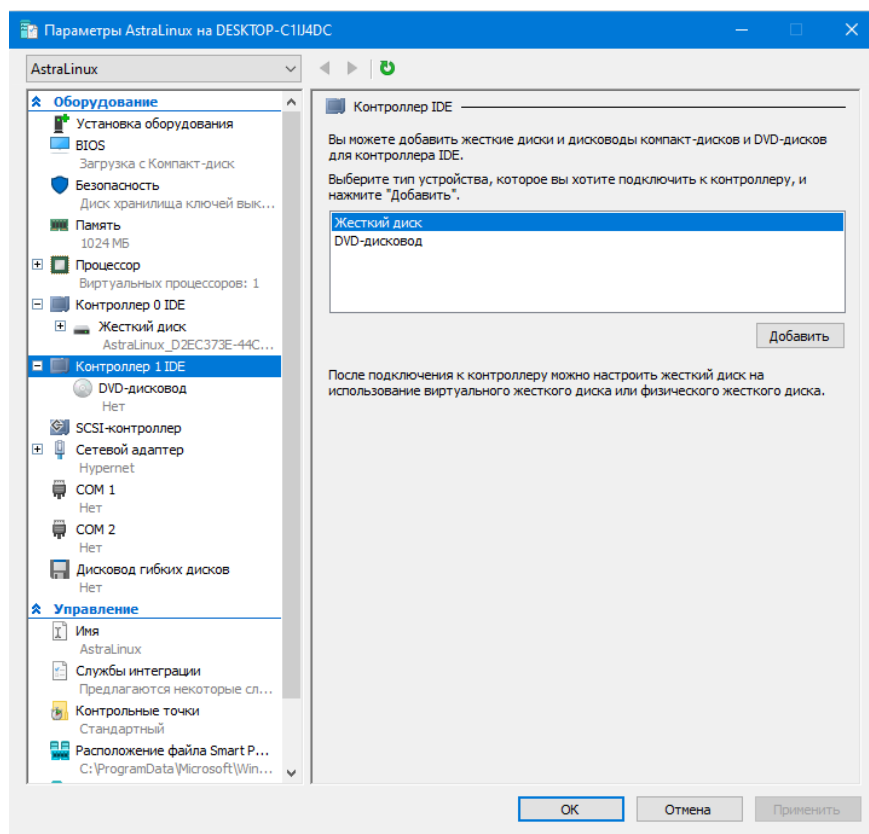 Параметры AstraLinux на DESKTOP-C1IJ4DC
AstraLinux
Оборудование
Установка оборудования
BIOS
Загрузка с Компакт-диск
Безопасность
Диск хранилища ключей вык...
Память
1024 МБ
Процессор
Виртуальных процессоров: 1
Контроллер 0 IDE
Жесткий диск
AstraLinux_D2EC373E-44C...
Контроллер 1 IDE
DVD-дисковод
Нет
SCSI-контроллер
Сетевой адаптер
Hypernet
COM 1
Нет
COM 2
Нет
Дисковод гибких дисков
Нет
Управление
Имя
AstraLinux
Службы интеграции
Предлагаются некоторые сл...
Контрольные точки
Стандартный
Расположение файла Smart P...
C:\ProgramData\Microsoft\Win...
Контроллер IDE
Вы можете добавить жесткие диски и дисководы компакт-дисков и DVD-дисков
для контроллера IDE.
Выберите тип устройства, которое вы хотите подключить к контроллеру, и
нажмите "Добавить".
Жесткий диск
DVD-дисковод
Добавить
После подключения к контроллеру можно настроить жесткий диск на
использование виртуального жесткого диска или физического жесткого диска.
ОК
Отмена
Применить